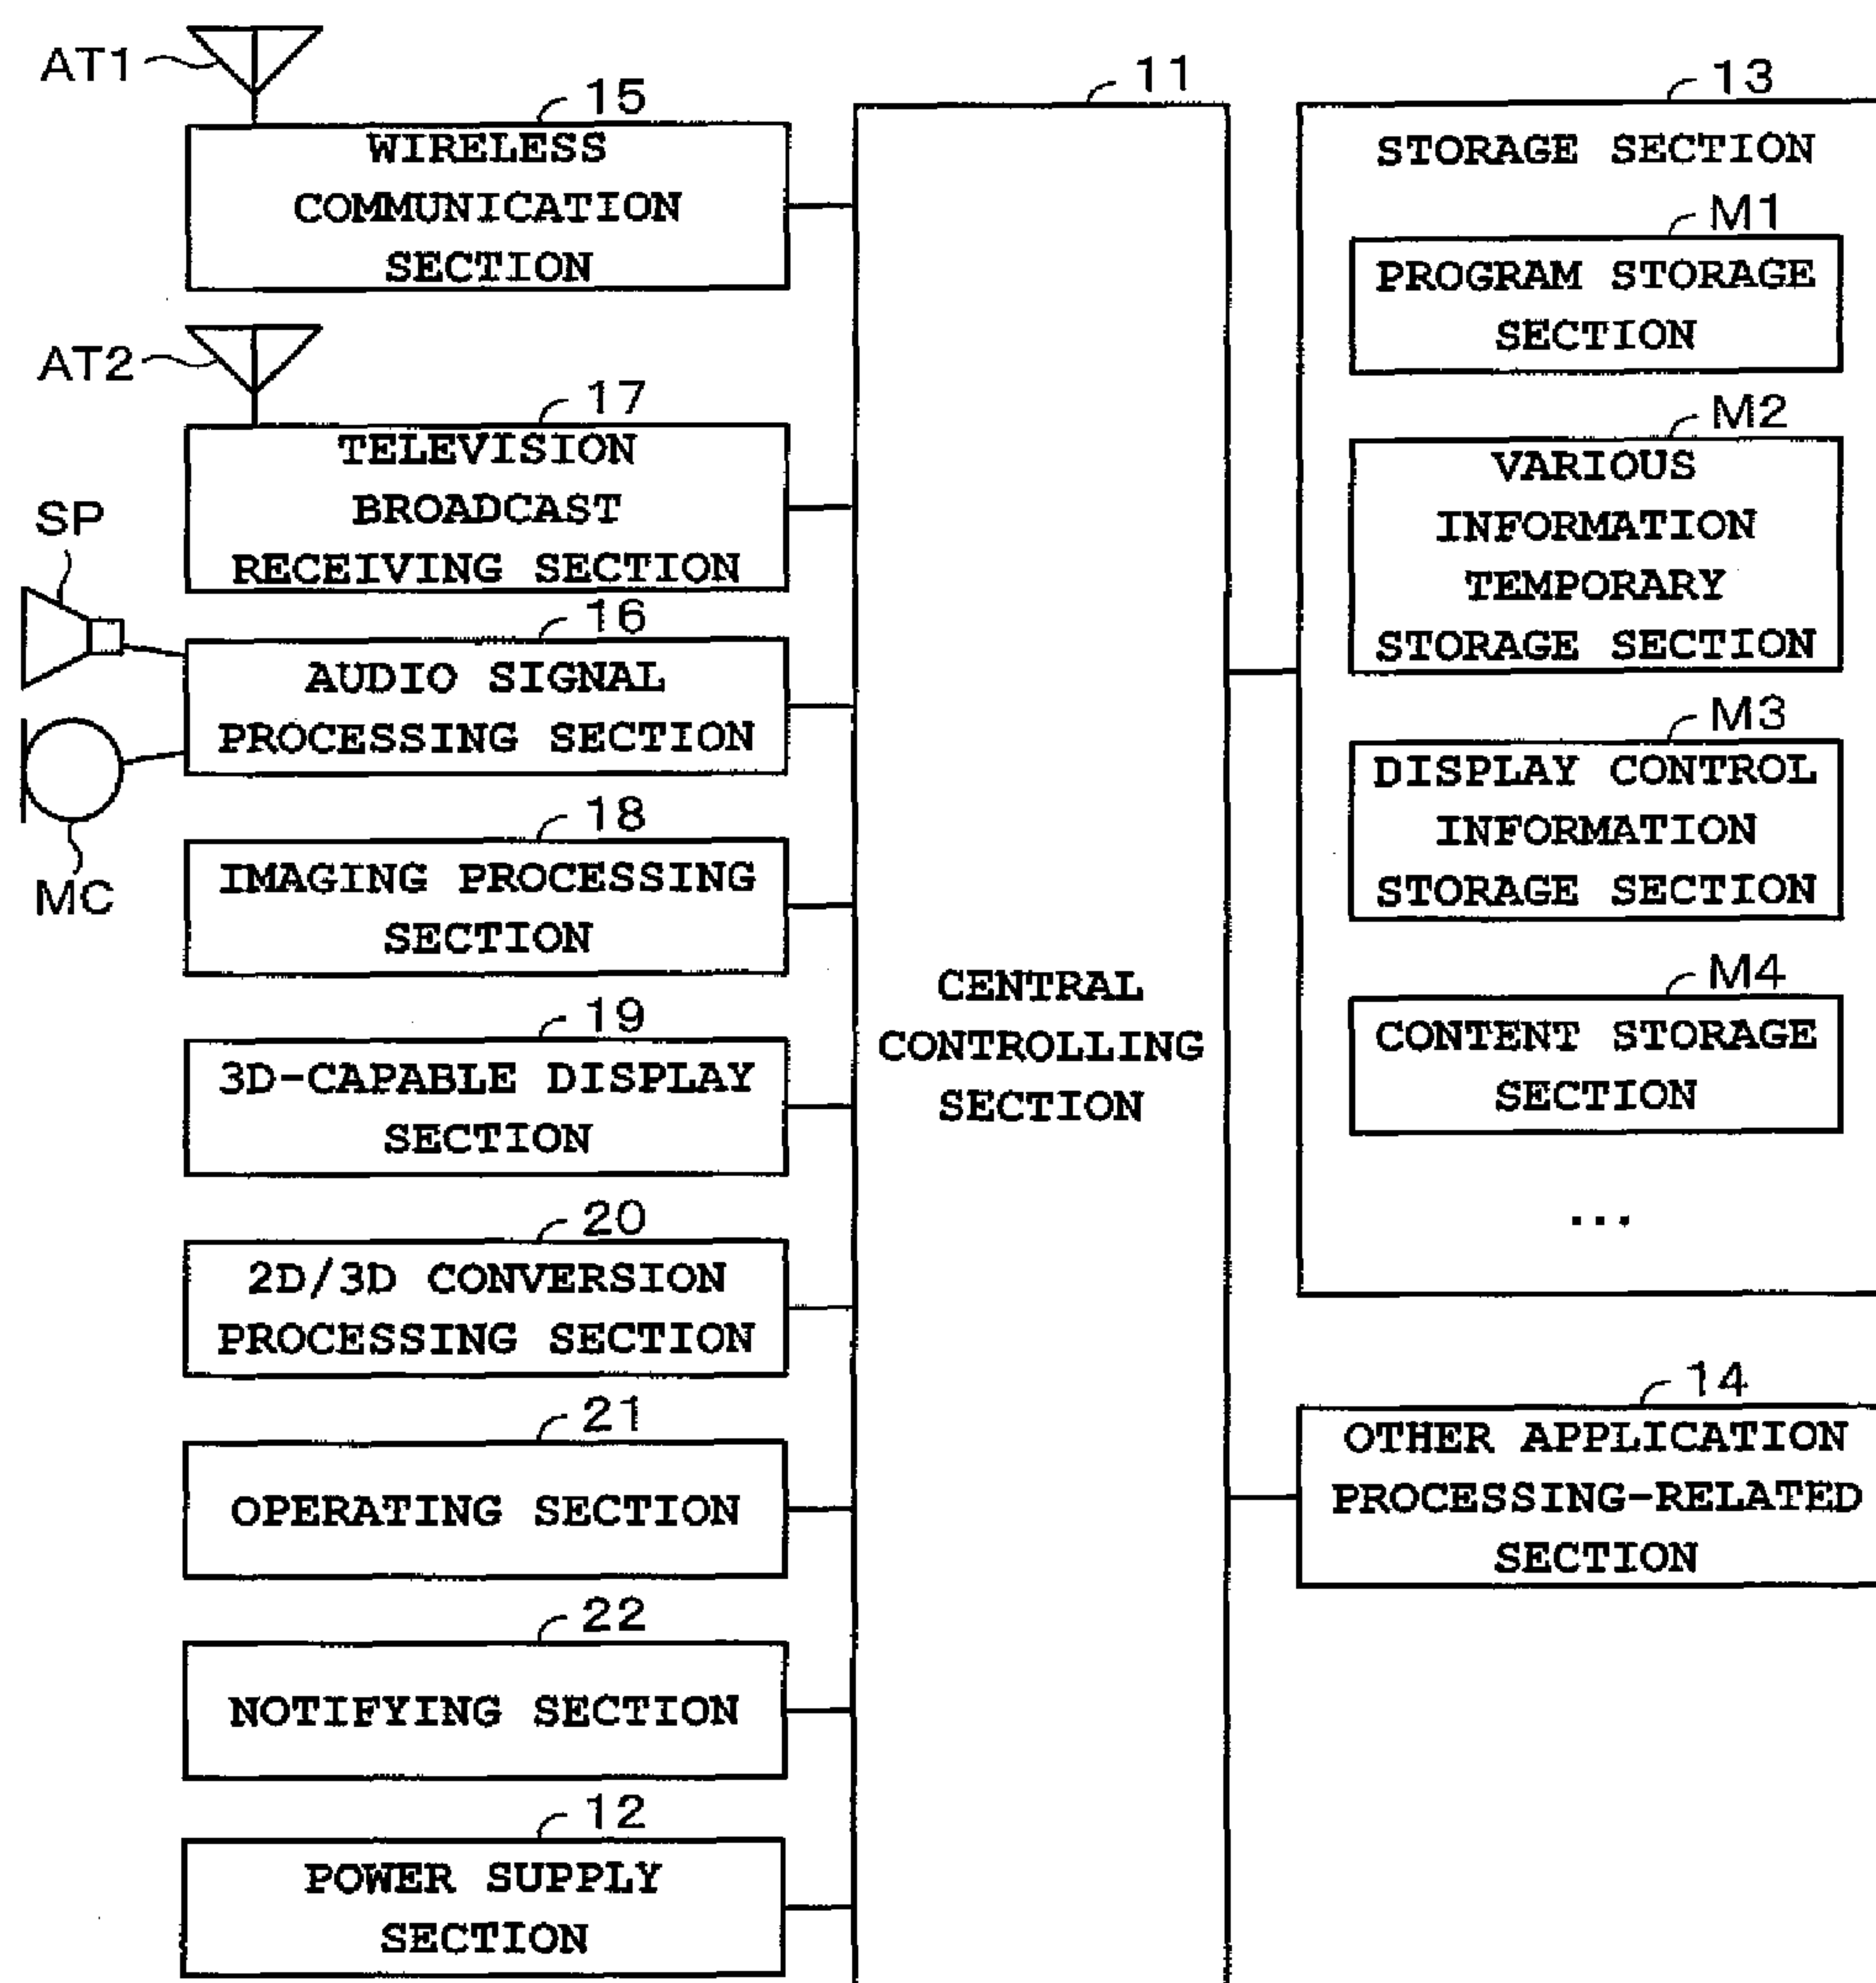 AT1
15
WIRELESS
COMMUNICATION
SECTION
AT2
17
TELEVISION
BROADCAST
RECEIVING SECTION
SP
16
AUDIO SIGNAL
PROCESSING SECTION
MC
18
IMAGING PROCESSING
SECTION
19
3D-CAPABLE DISPLAY
SECTION
20
2D/3D CONVERSION
PROCESSING SECTION
21
OPERATING SECTION
22
NOTIFYING SECTION
12
POWER SUPPLY
SECTION
11
CENTRAL
CONTROLLING
SECTION
13
STORAGE SECTION
M1
PROGRAM STORAGE
SECTION
M2
VARIOUS
INFORMATION
TEMPORARY
STORAGE SECTION
M3
DISPLAY CONTROL
INFORMATION
STORAGE SECTION
M4
CONTENT STORAGE
SECTION
...
14
OTHER APPLICATION
PROCESSING-RELATED
SECTION